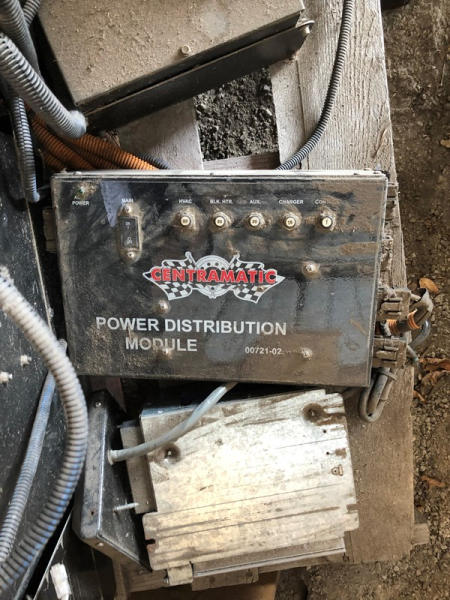 POWER
MAIN
HVAC
BLK. HTR.
AUX.
CHARGER
CON
CENTRAMATIC
POWER DISTRIBUTION
MODULE
00721-02